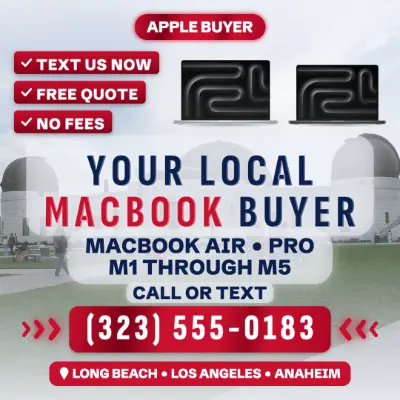 APPLE BUYER
✓ TEXT US NOW
✓ FREE QUOTE
✓ NO FEES
YOUR LOCAL
MACBOOK BUYER
MACBOOK AIR • PRO
M1 THROUGH M5
CALL OR TEXT
(323) 555-0183
LONG BEACH • LOS ANGELES • ANAHEIM